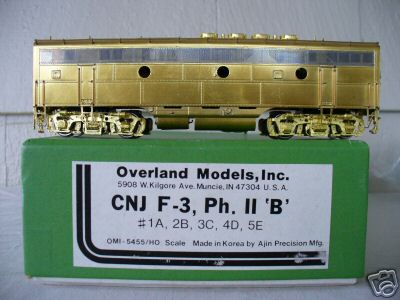 Overland Models, Inc.
5908 W. Kilgore Ave. Muncie, IN 47304 U.S.A.
CNJ F-3, Ph. II 'B'
#1A, 2B, 3C, 4D, 5E
OMI-5455/HO Scale Made in Korea by Ajin Precision Mfg.